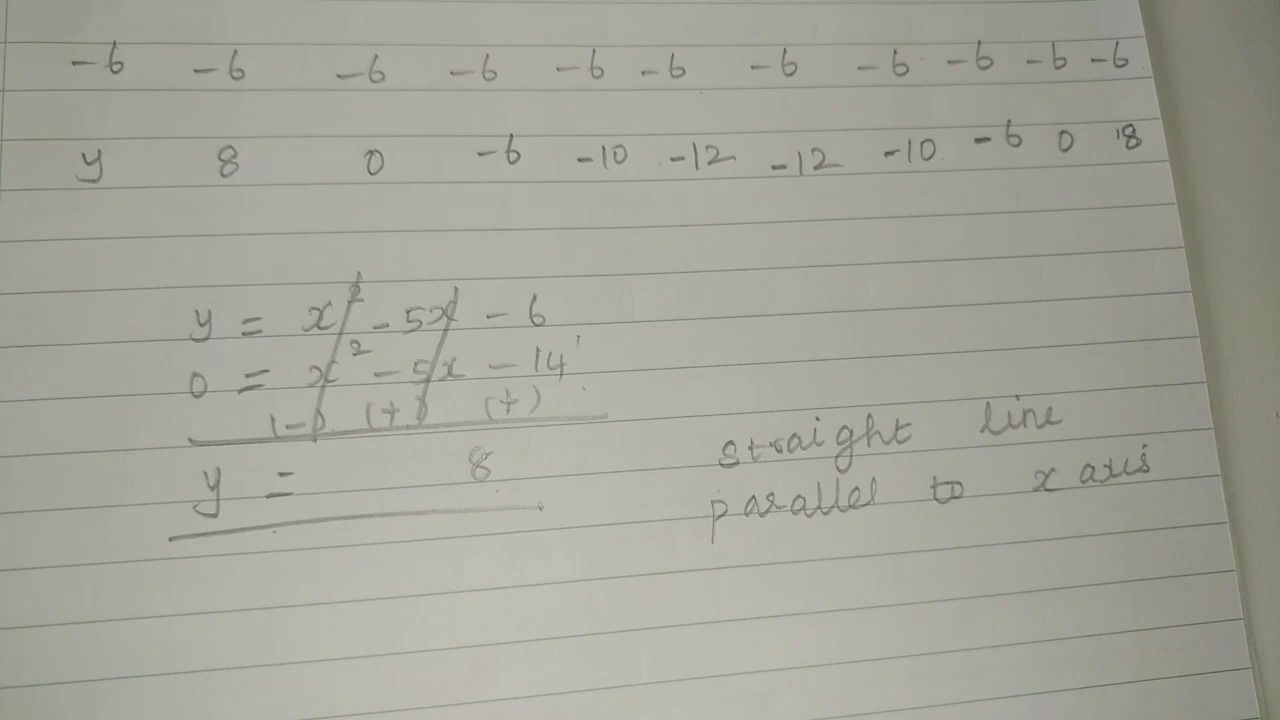 -6 -6 -6 -6 -6 -6 -6 -6 -6 -6 -6
y 8 0 -6 -10 -12 -12 -10 -6 0 8
y = x² - 5x - 6
0 = x² - 5x - 14
(-) (+) (+)
y = 8
straight line
parallel to x axis